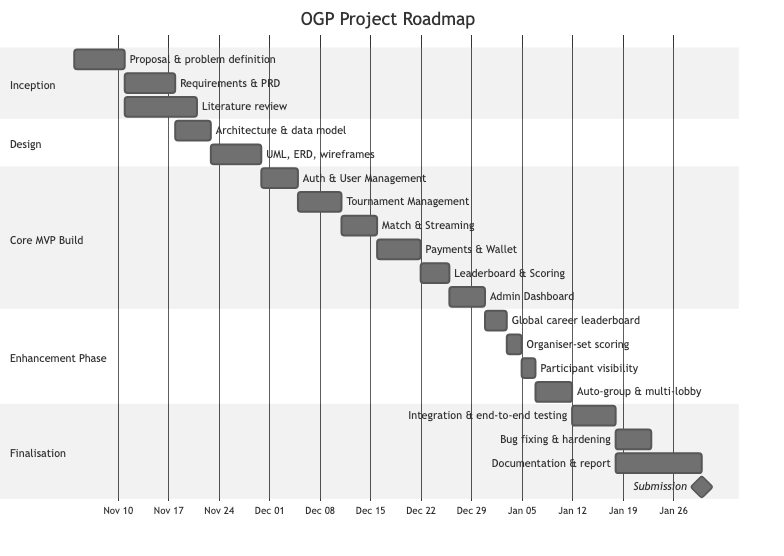 OGP Project Roadmap
Proposal & problem definition
Inception
Requirements & PRD
Literature review
Design
Architecture & data model
UML, ERD, wireframes
Core MVP Build
Auth & User Management
Tournament Management
Match & Streaming
Payments & Wallet
Leaderboard & Scoring
Admin Dashboard
Enhancement Phase
Global career leaderboard
Organiser-set scoring
Participant visibility
Auto-group & multi-lobby
Finalisation
Integration & end-to-end testing
Bug fixing & hardening
Documentation & report
Submission
Nov 10 Nov 17 Nov 24 Dec 01 Dec 08 Dec 15 Dec 22 Dec 29 Jan 05 Jan 12 Jan 19 Jan 26